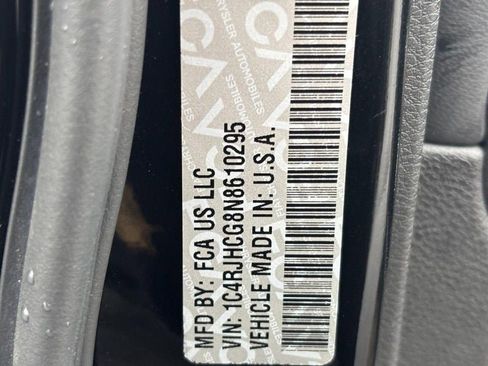 MFD BY: FCA US LLC
VIN: 1C4RJHCG8N8610295
VEHICLE MADE IN: U.S.A.